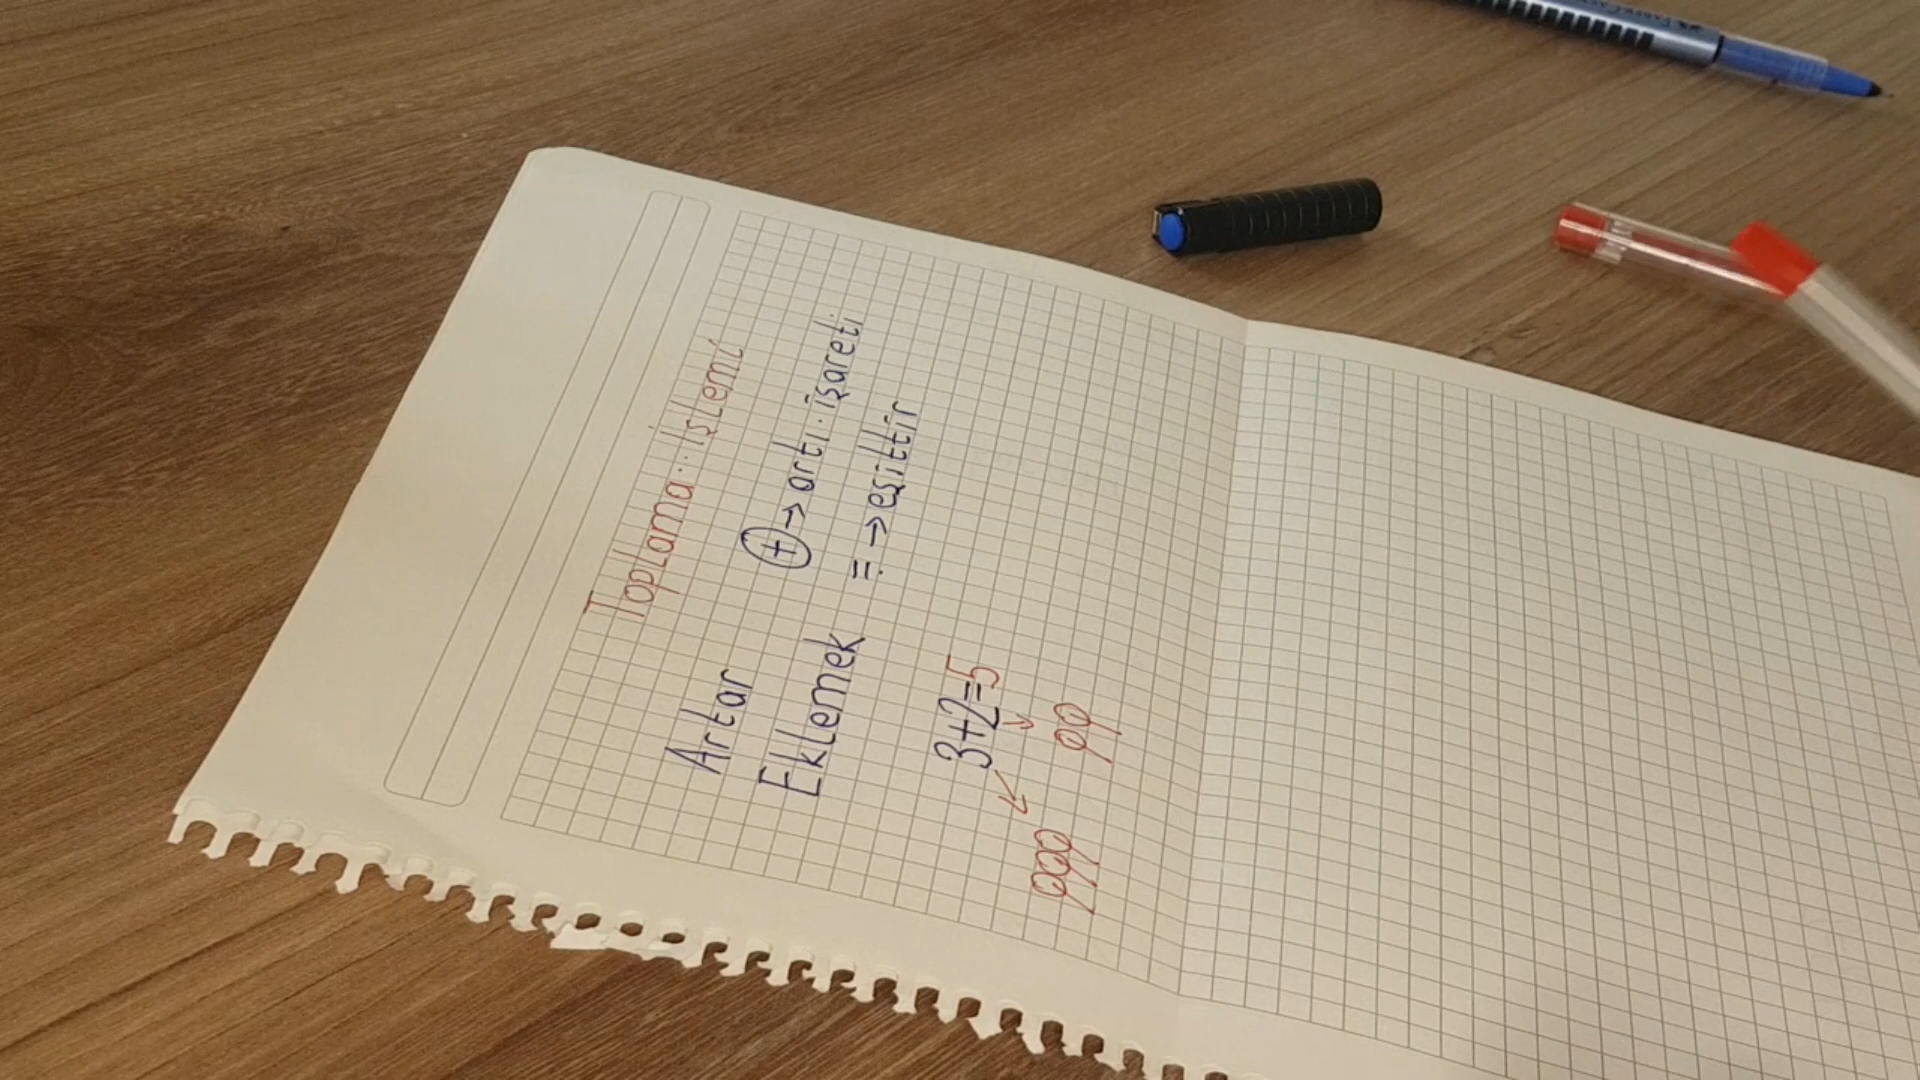 Toplama İşlemi
Artar
+ → artı işareti
Eklemek
= → eşittir
3+2=5